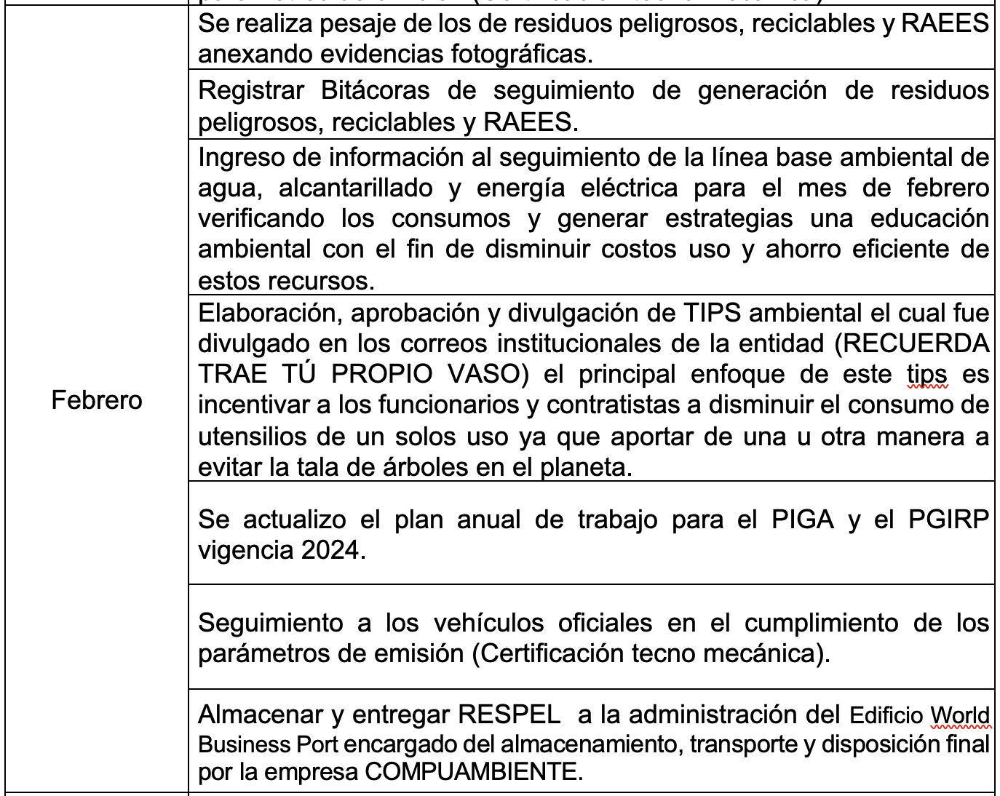 Se realiza pesaje de los de residuos peligrosos, reciclables y RAEES
anexando evidencias fotográficas.
Registrar Bitácoras de seguimiento de generación de residuos
peligrosos, reciclables y RAEES.
Ingreso de información al seguimiento de la línea base ambiental de
agua, alcantarillado y energía eléctrica para el mes de febrero
verificando los consumos y generar estrategias una educación
ambiental con el fin de disminuir costos uso y ahorro eficiente de
estos recursos.
Elaboración, aprobación y divulgación de TIPS ambiental el cual fue
divulgado en los correos institucionales de la entidad (RECUERDA
TRAE TÚ PROPIO VASO) el principal enfoque de este tips es
Febrero
incentivar a los funcionarios y contratistas a disminuir el consumo de
utensilios de un solos uso ya que aportar de una u otra manera a
evitar la tala de árboles en el planeta.
Se actualizo el plan anual de trabajo para el PIGA y el PGIRP
vigencia 2024.
Seguimiento a los vehículos oficiales en el cumplimiento de los
parámetros de emisión (Certificación tecno mecánica).
Almacenar y entregar RESPEL  a la administración del Edificio World
Business Port encargado del almacenamiento, transporte y disposición final
por la empresa COMPUAMBIENTE.